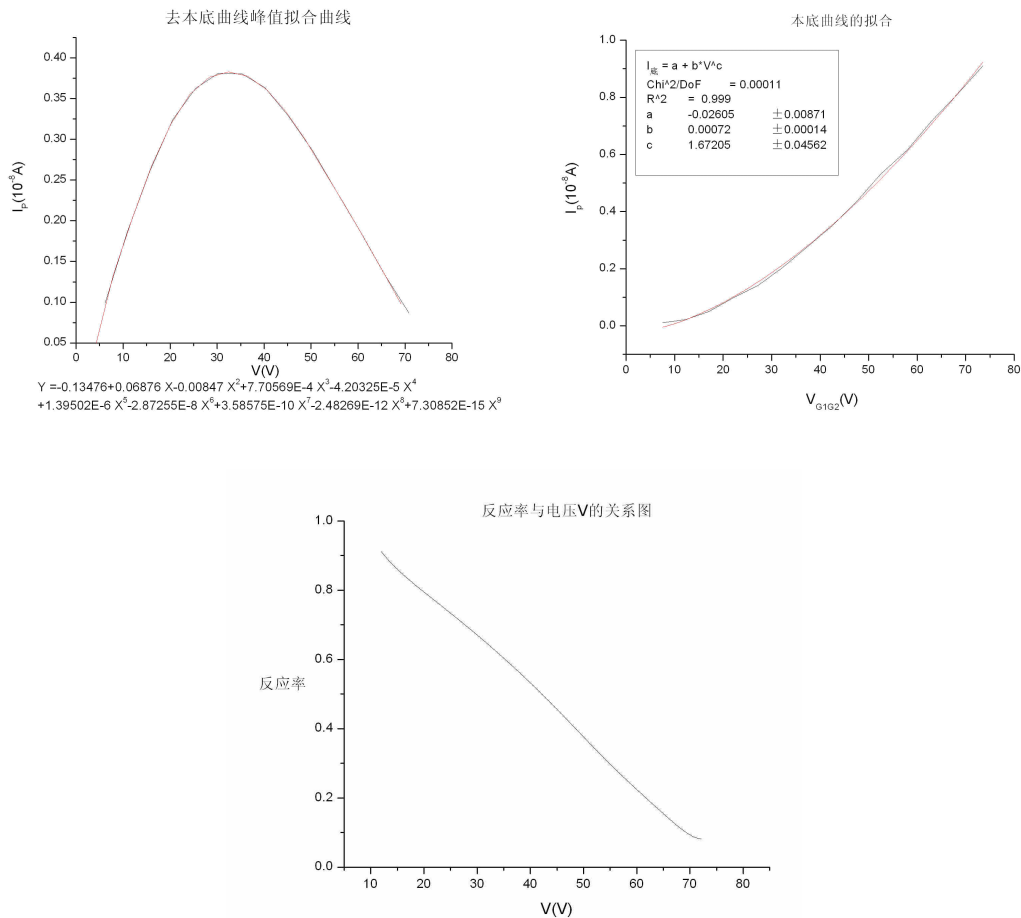 去本底曲线峰值拟合曲线
0.40
0.35
0.30
0.25
0.20
0.15
0.10
0.05
I_p(10^-8A)
0 10 20 30 40 50 60 70 80
V(V)
Y =-0.13476+0.06876 X-0.00847 X^2+7.70569E-4 X^3-4.20325E-5 X^4
+1.39502E-6 X^5-2.87255E-8 X^6+3.58575E-10 X^7-2.48269E-12 X^8+7.30852E-15 X^9
本底曲线的拟合
1.0
0.8
0.6
0.4
0.2
0.0
I_p(10^-8A)
I底 = a + b*V^c
Chi^2/DoF = 0.00011
R^2 = 0.999
a -0.02605 ±0.00871
b 0.00072 ±0.00014
c 1.67205 ±0.04562
0 10 20 30 40 50 60 70 80
V_G1G2(V)
反应率与电压V的关系图
1.0
0.8
0.6
0.4
0.2
0.0
反应率
10 20 30 40 50 60 70 80
V(V)